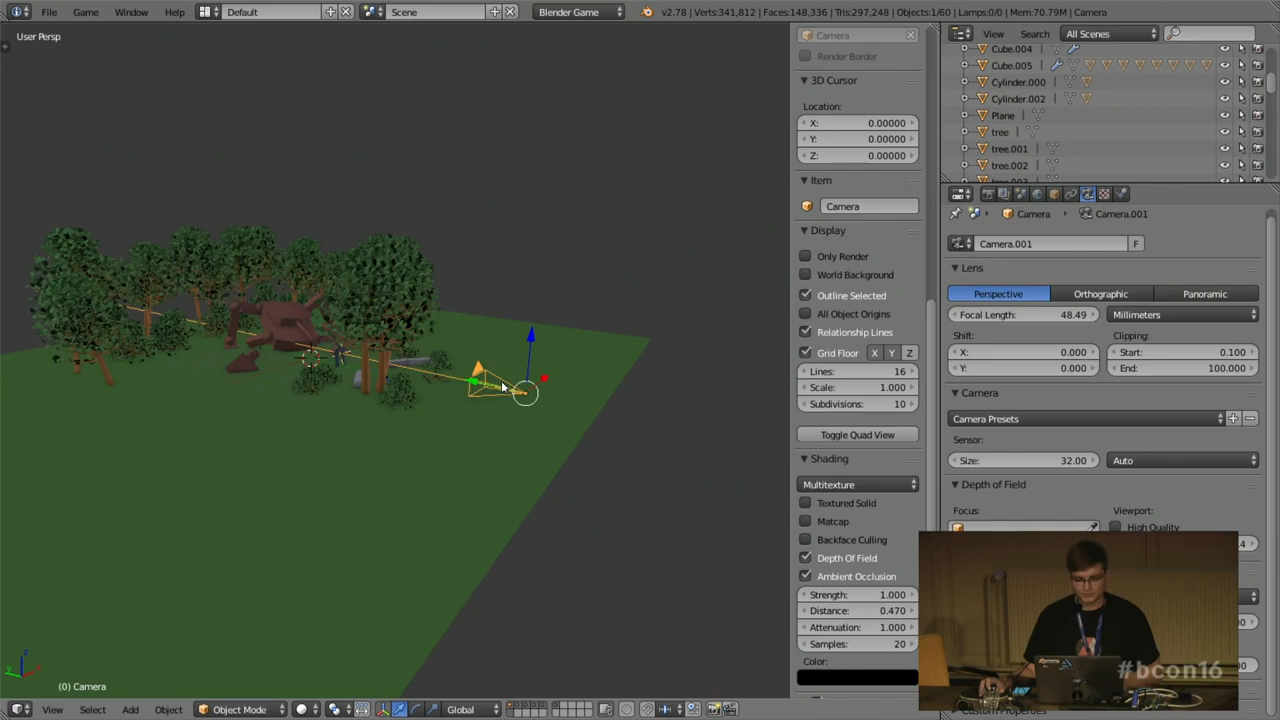 File Game Window Help Default Scene Blender Game v2.78 | Verts:341,812 | Faces:148,336 | Tris:297,248 | Objects:1/60 | Lamps:0/0 | Mem:70.79M | Camera
User Persp
Camera
Render Border
3D Cursor
Location:
X: 0.00000
Y: 0.00000
Z: 0.00000
Item
Camera
Display
Only Render
World Background
Outline Selected
All Object Origins
Relationship Lines
Grid Floor X Y Z
Lines: 16
Scale: 1.000
Subdivisions: 10
Toggle Quad View
Shading
Multitexture
Textured Solid
Matcap
Backface Culling
Depth Of Field
Ambient Occlusion
Strength: 1.000
Distance: 0.470
Attenuation: 1.000
Samples: 20
Color:
View Search All Scenes
Cube.004
Cube.005
Cylinder.000
Cylinder.002
Plane
tree
tree.001
tree.002
Camera Camera.001
Camera.001 F
Lens
Perspective Orthographic Panoramic
Focal Length: 48.49 Millimeters
Shift: Clipping:
X: 0.000 Start: 0.100
Y: 0.000 End: 100.000
Camera
Camera Presets
Sensor:
Size: 32.00 Auto
Depth of Field
Focus: Viewport:
High Quality
#bcon16
z
y
(0) Camera
View Select Add Object Object Mode Global